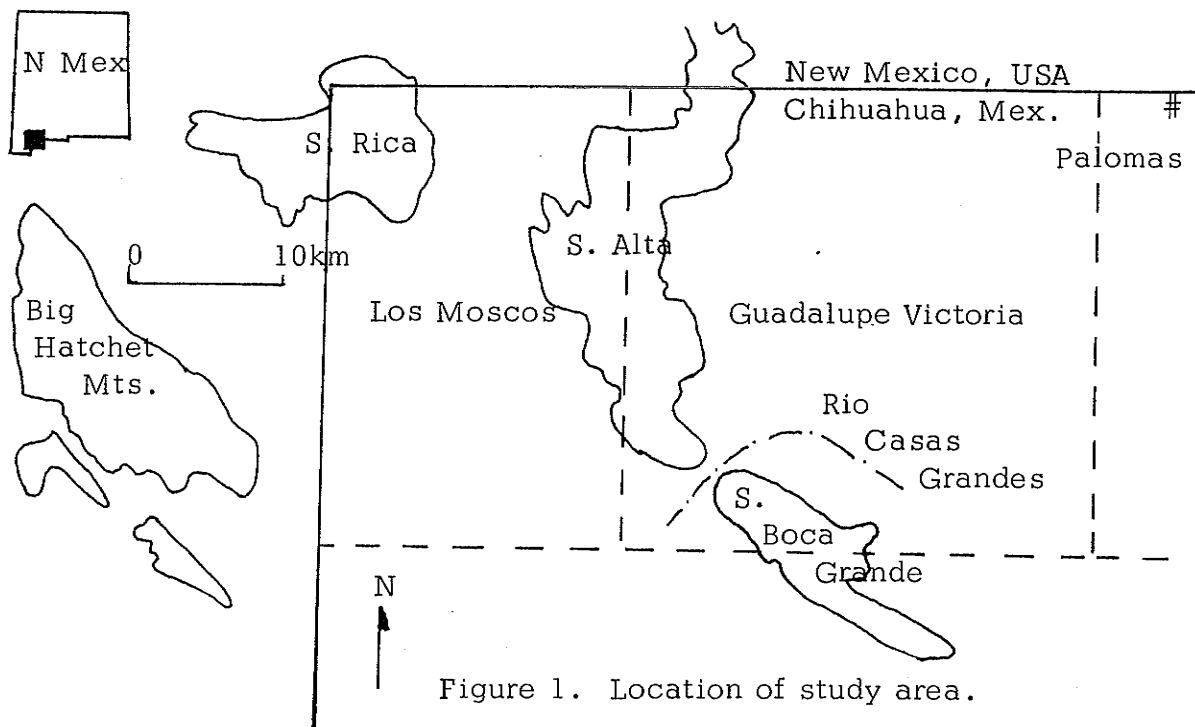 N Mex
New Mexico, USA
Chihuahua, Mex.
#
Palomas
S. Rica
S. Alta
0 10km
Big
Hatchet
Mts.
Los Moscos
Guadalupe Victoria
Rio
Casas
Grandes
S.
Boca
Grande
N
Figure 1. Location of study area.